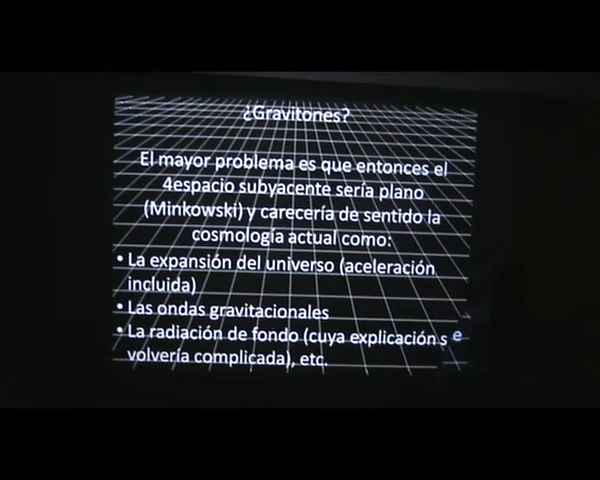 ¿Gravitones?
El mayor problema es que entonces el
4espacio subyacente sería plano
(Minkowski) y carecería de sentido la
cosmología actual como:
• La expansión del universo (aceleración
incluida)
• Las ondas gravitacionales
• La radiación de fondo (cuya explicación s e
volvería complicada), etc.